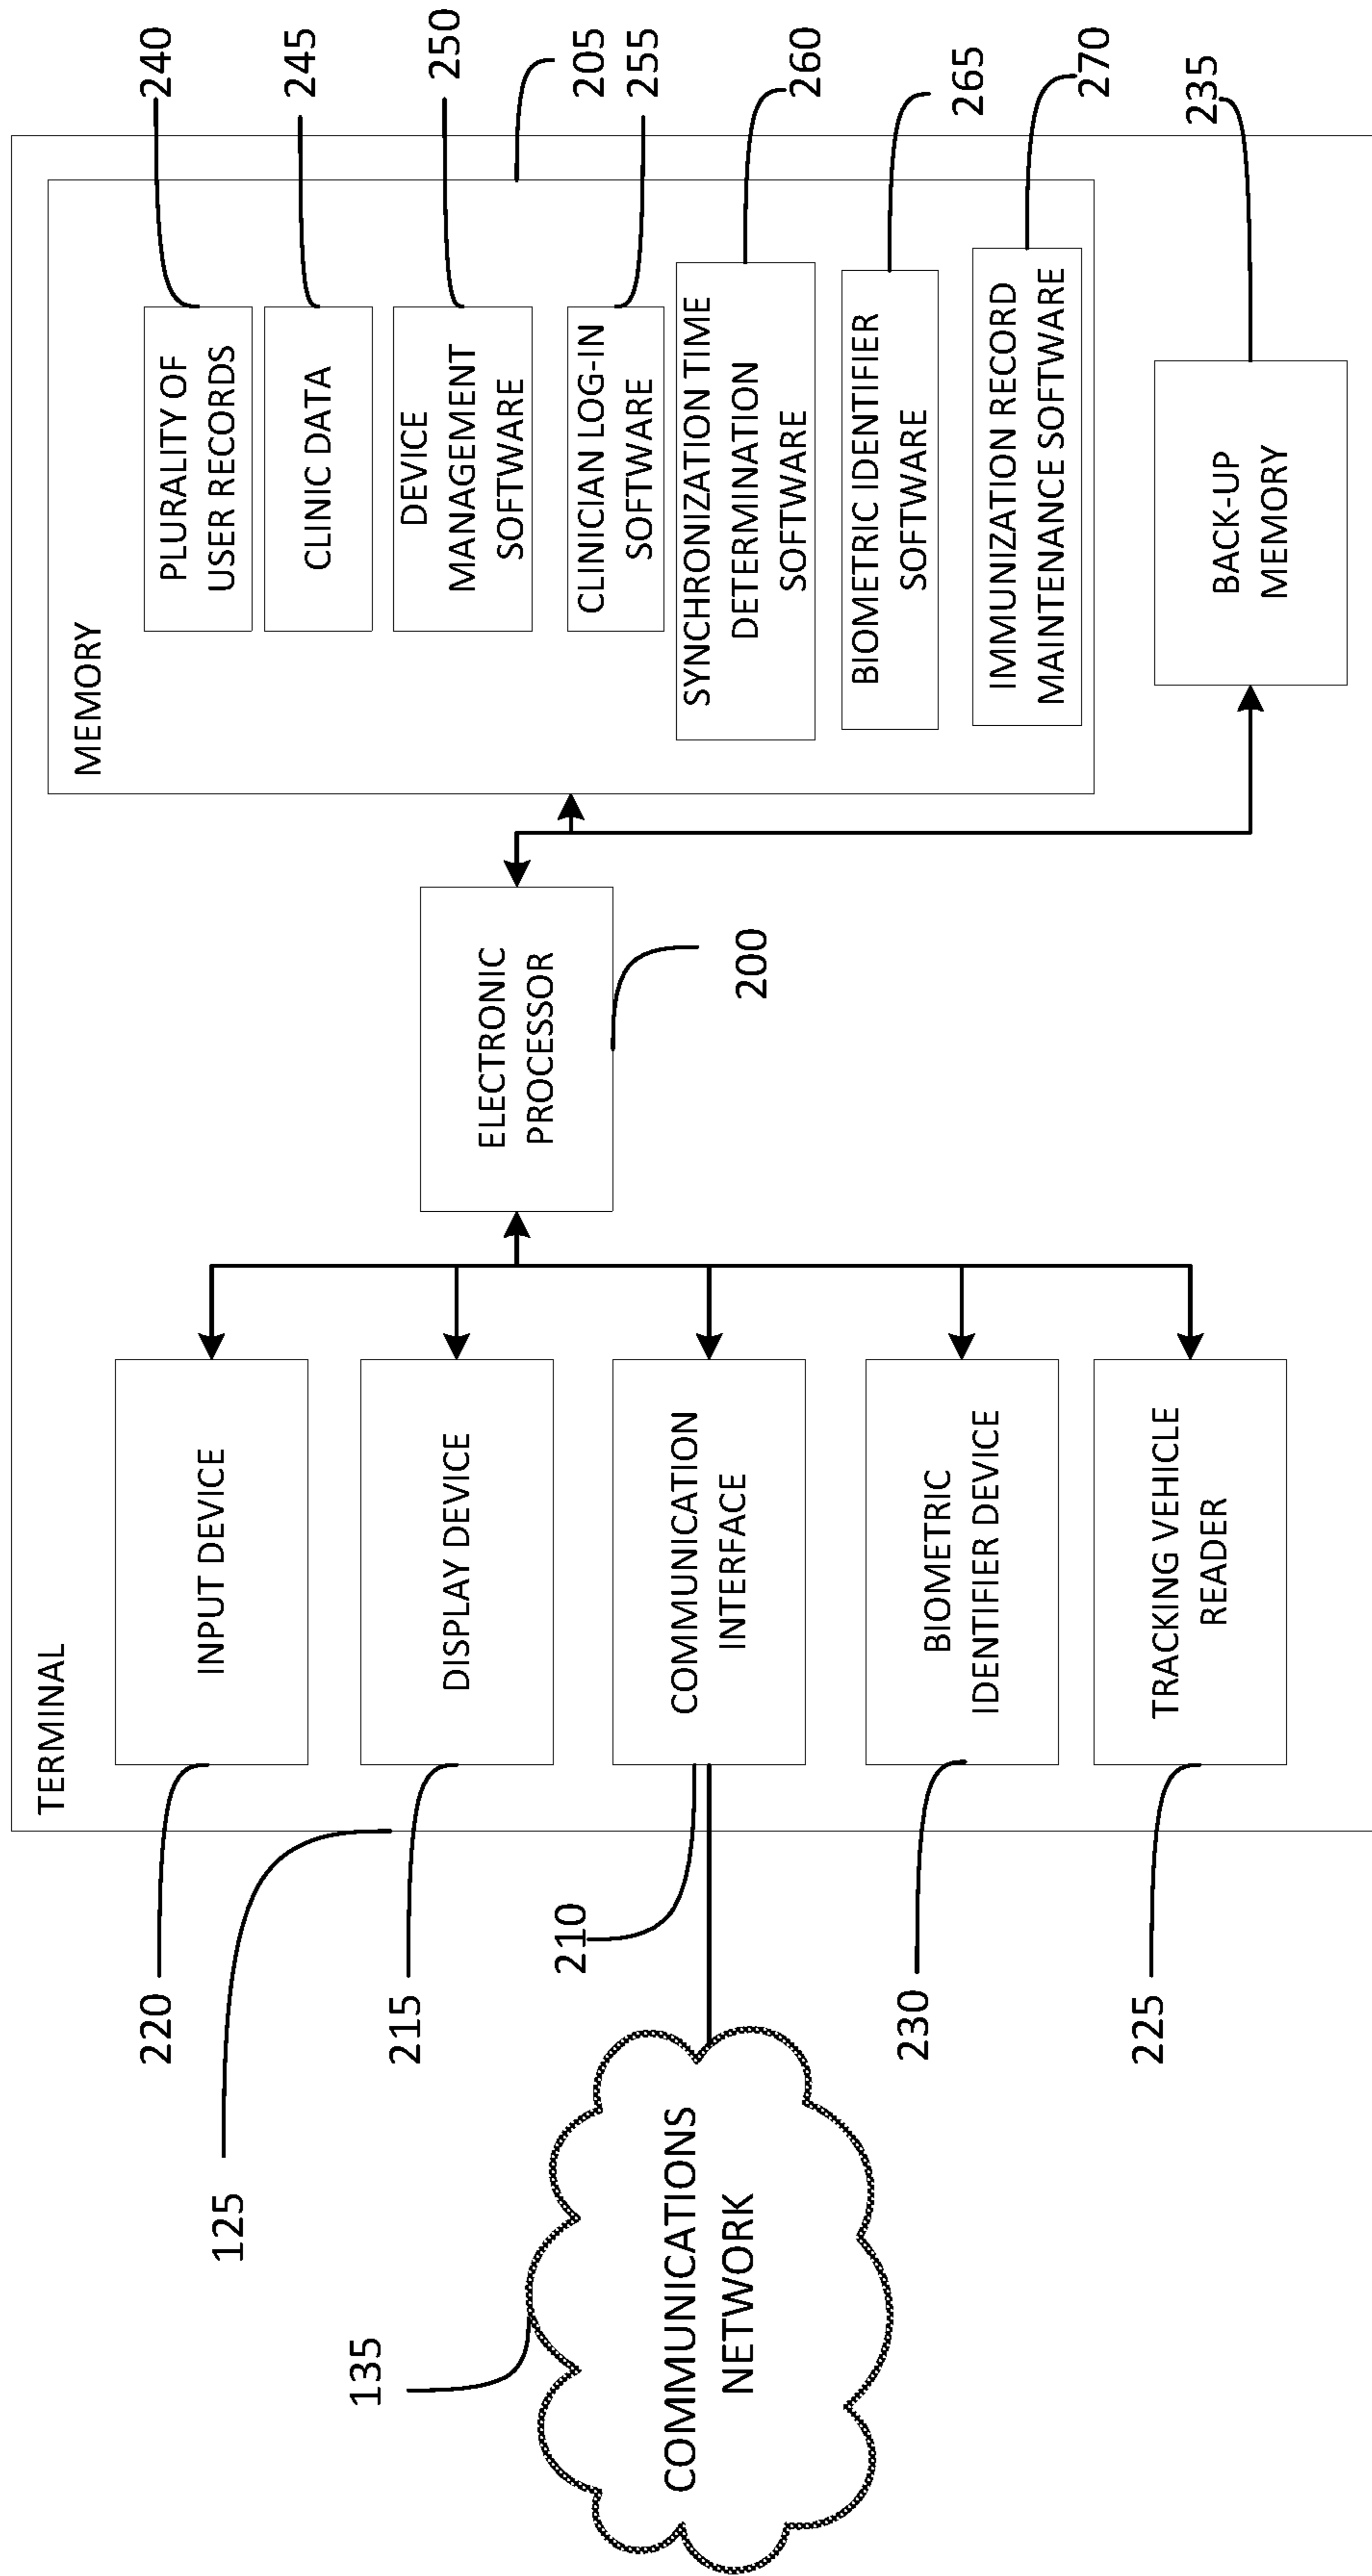 TERMINAL
220
INPUT DEVICE
125
215
DISPLAY DEVICE
135
COMMUNICATIONS
NETWORK
210
COMMUNICATION
INTERFACE
230
BIOMETRIC
IDENTIFIER DEVICE
225
TRACKING VEHICLE
READER
ELECTRONIC
PROCESSOR
200
MEMORY
PLURALITY OF
USER RECORDS
240
CLINIC DATA
245
DEVICE
MANAGEMENT
SOFTWARE
250
205
CLINICIAN LOG-IN
SOFTWARE
255
SYNCHRONIZATION TIME
DETERMINATION
SOFTWARE
260
BIOMETRIC IDENTIFIER
SOFTWARE
265
IMMUNIZATION RECORD
MAINTENANCE SOFTWARE
270
BACK-UP
MEMORY
235